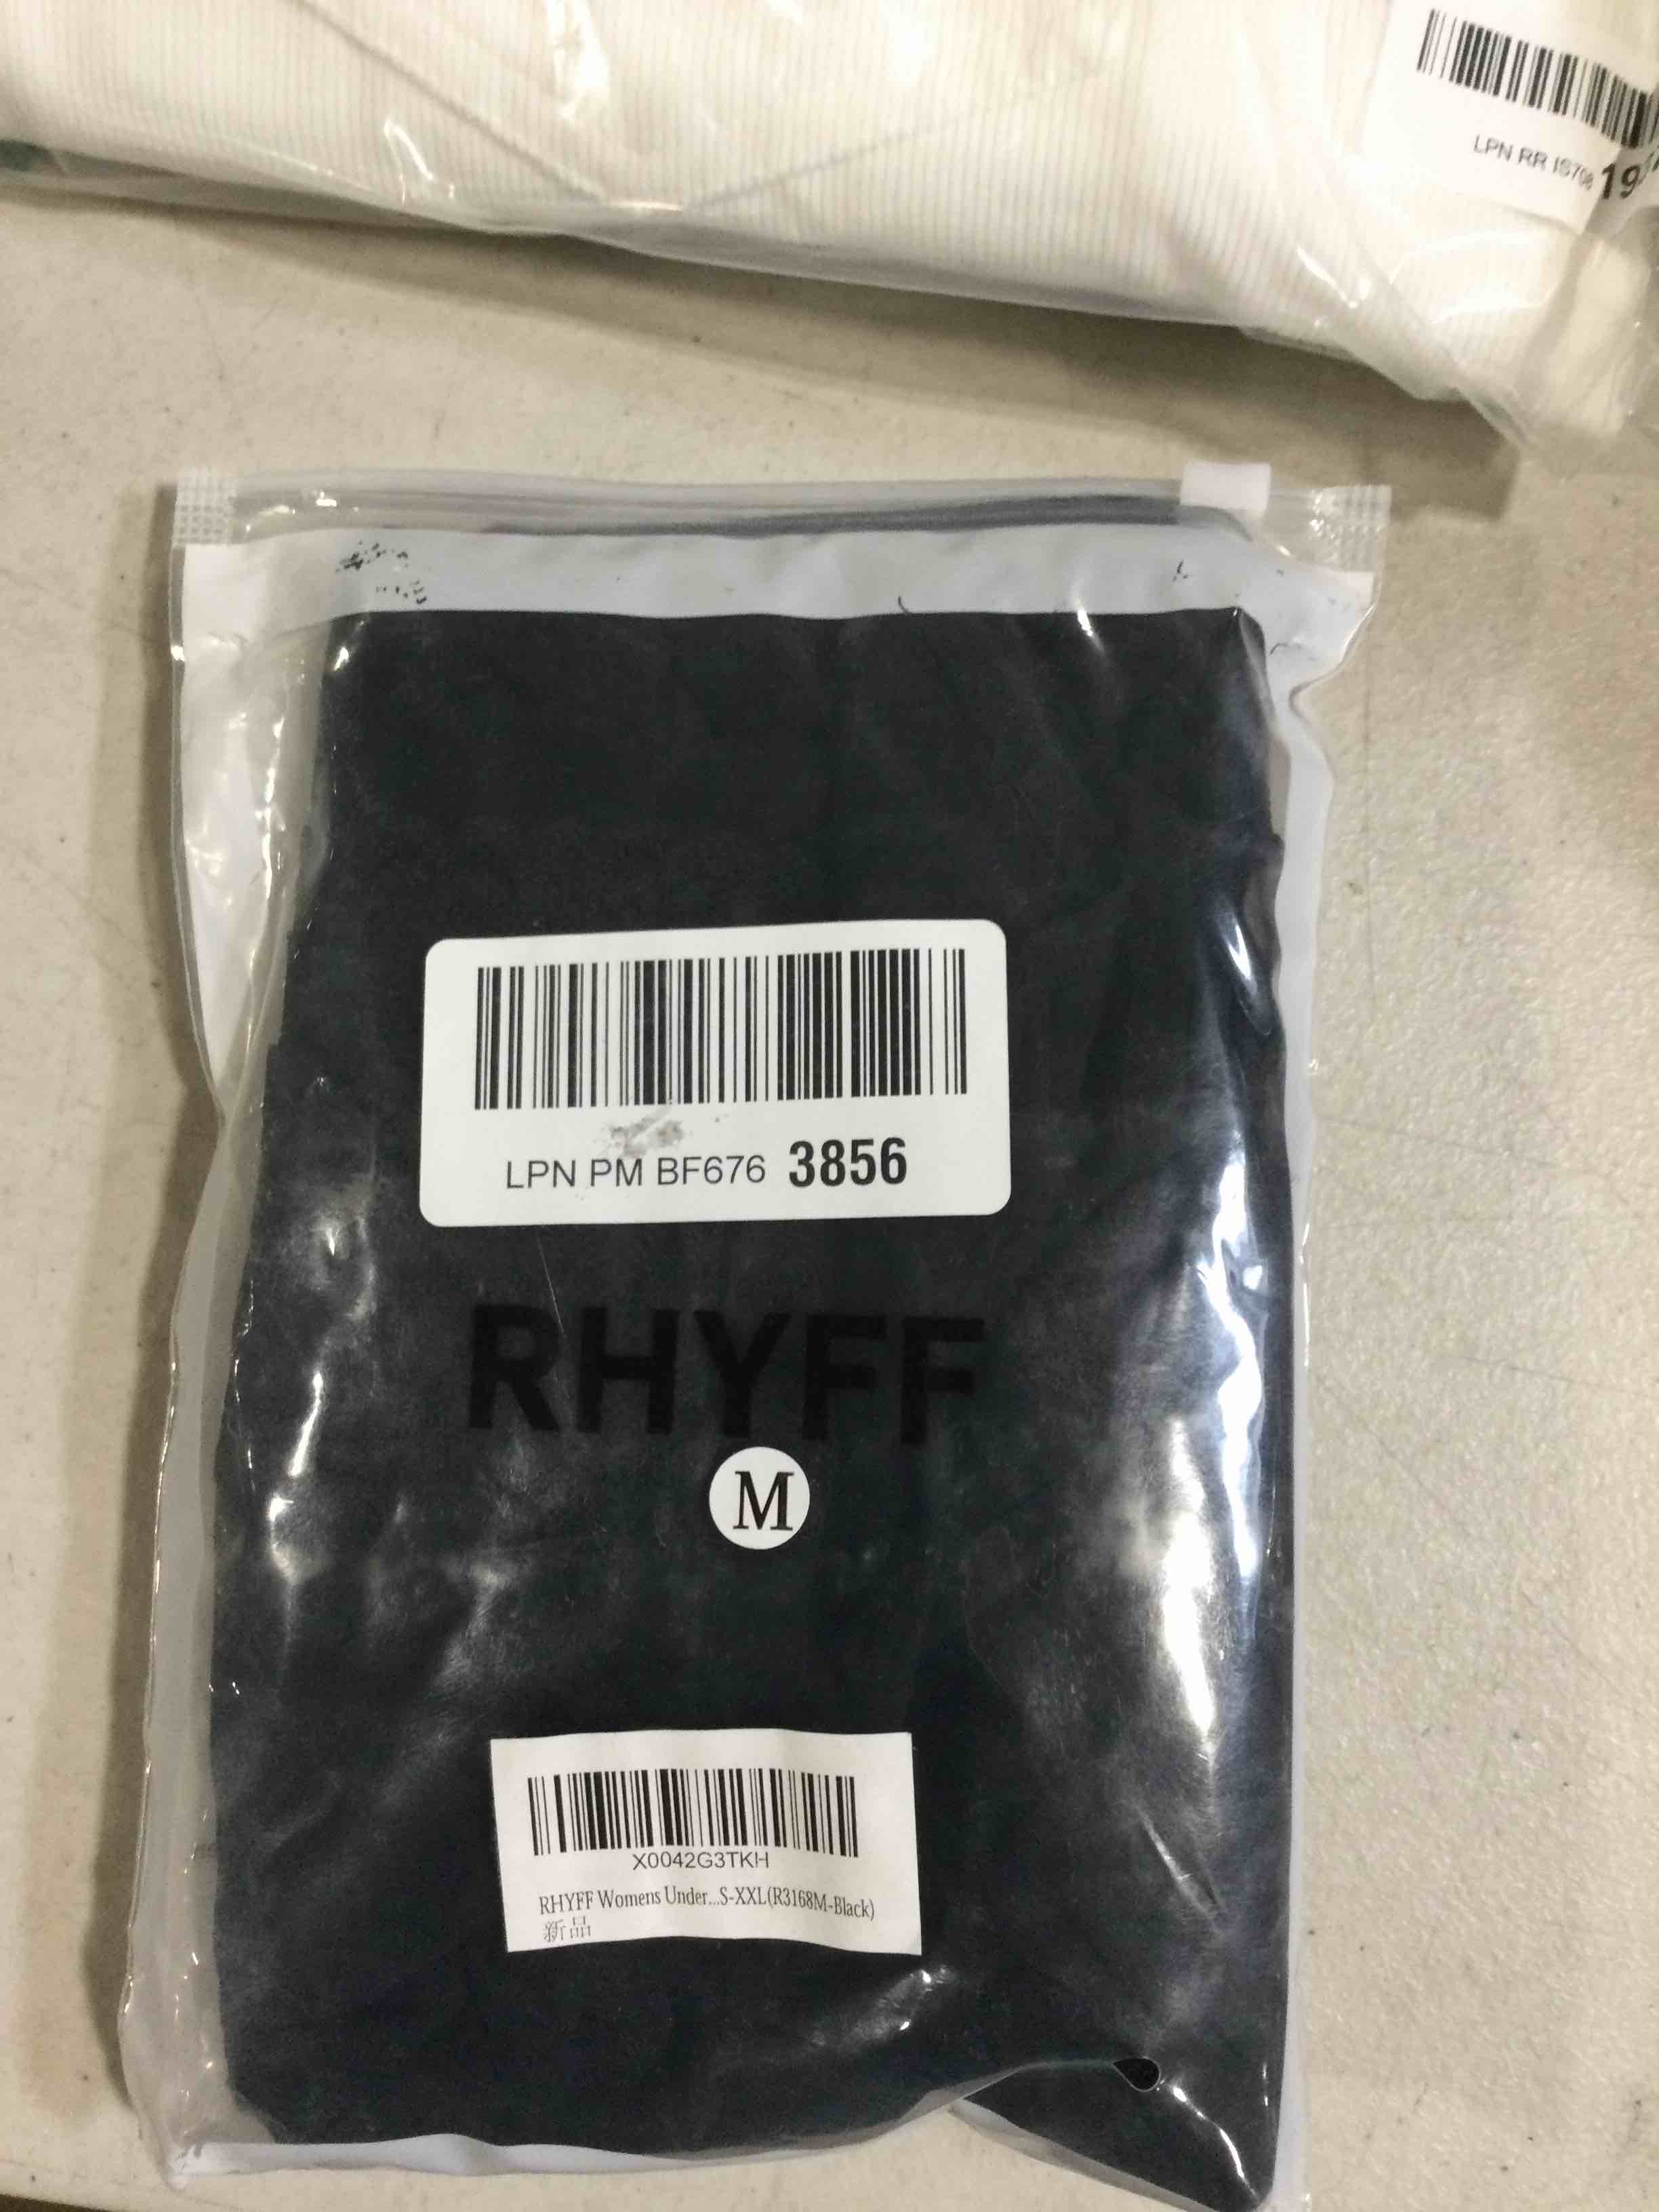 LPN RR IS708
LPN PM BF676 3856
RHYFF
M
X0042G3TKH
RHYFF Womens Under...S-XXL(R3168M-Black)
新品